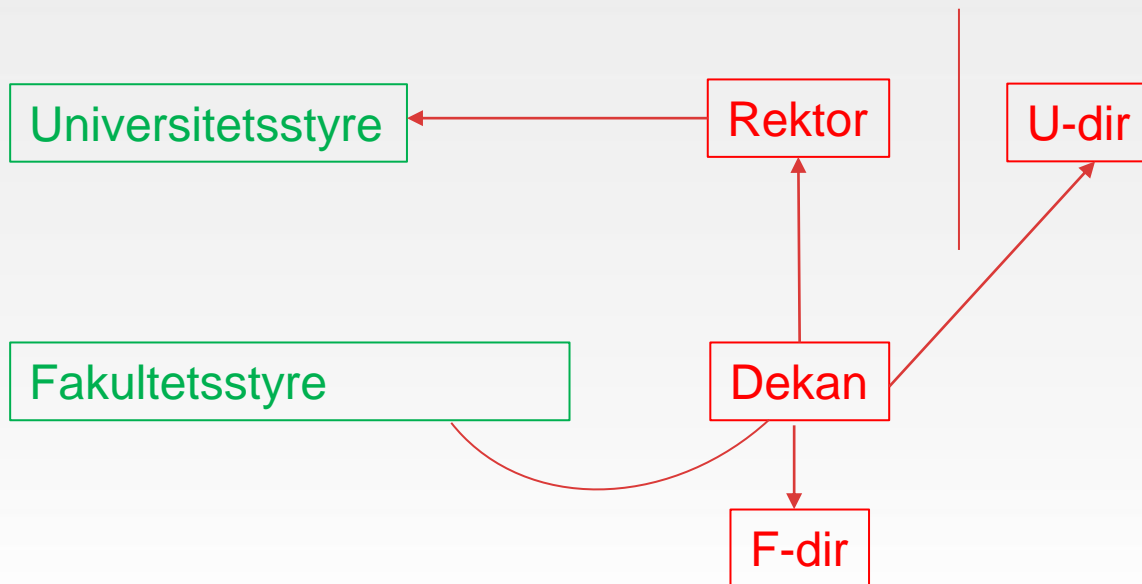 Universitetsstyre
Rektor
U-dir
Fakultetsstyre
Dekan
F-dir